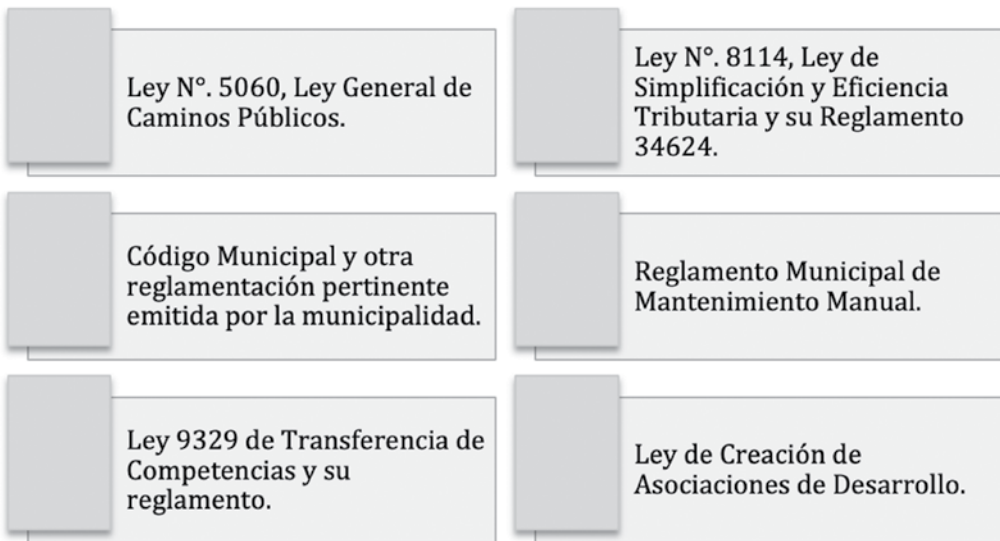 Ley N°. 5060, Ley General de
Caminos Públicos.
Ley N°. 8114, Ley de
Simplificación y Eficiencia
Tributaria y su Reglamento
34624.
Código Municipal y otra
reglamentación pertinente
emitida por la municipalidad.
Reglamento Municipal de
Mantenimiento Manual.
Ley 9329 de Transferencia de
Competencias y su
reglamento.
Ley de Creación de
Asociaciones de Desarrollo.